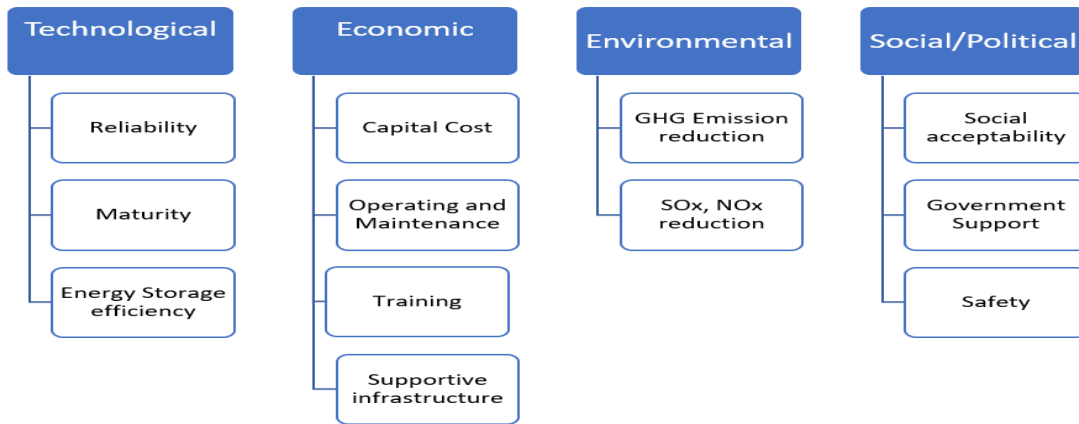 Technological
Reliability
Maturity
Energy Storage
efficiency
Economic
Capital Cost
Operating and
Maintenance
Training
Supportive
infrastructure
Environmental
GHG Emission
reduction
SOx, NOx
reduction
Social/Political
Social
acceptability
Government
Support
Safety